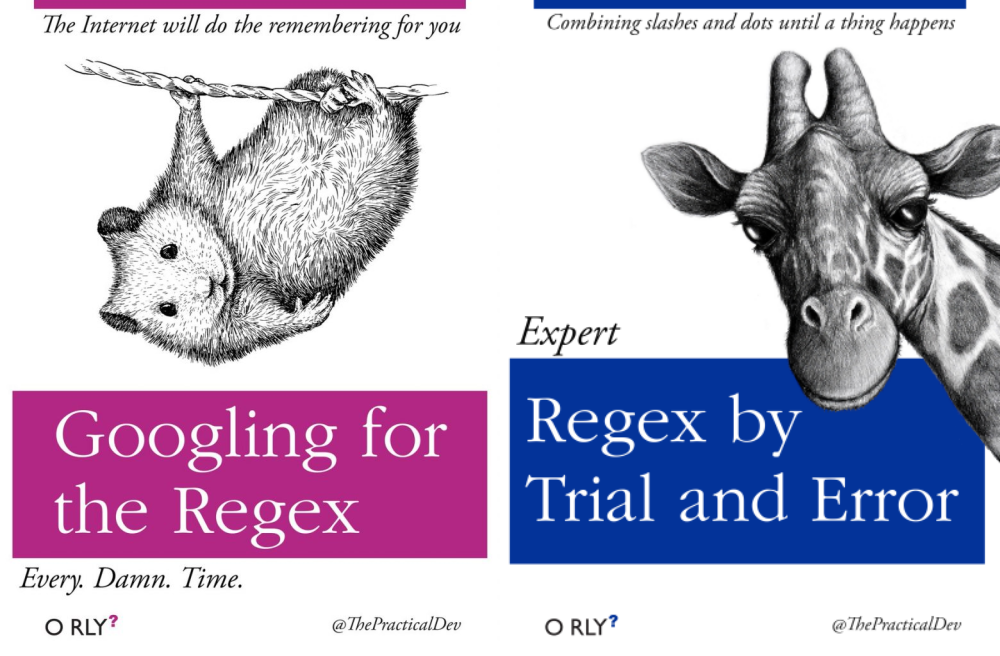 The Internet will do the remembering for you
Googling for
the Regex
Every. Damn. Time.
O RLY?
@ThePracticalDev
Combining slashes and dots until a thing happens
Expert
Regex by
Trial and Error
O RLY?
@ThePracticalDev